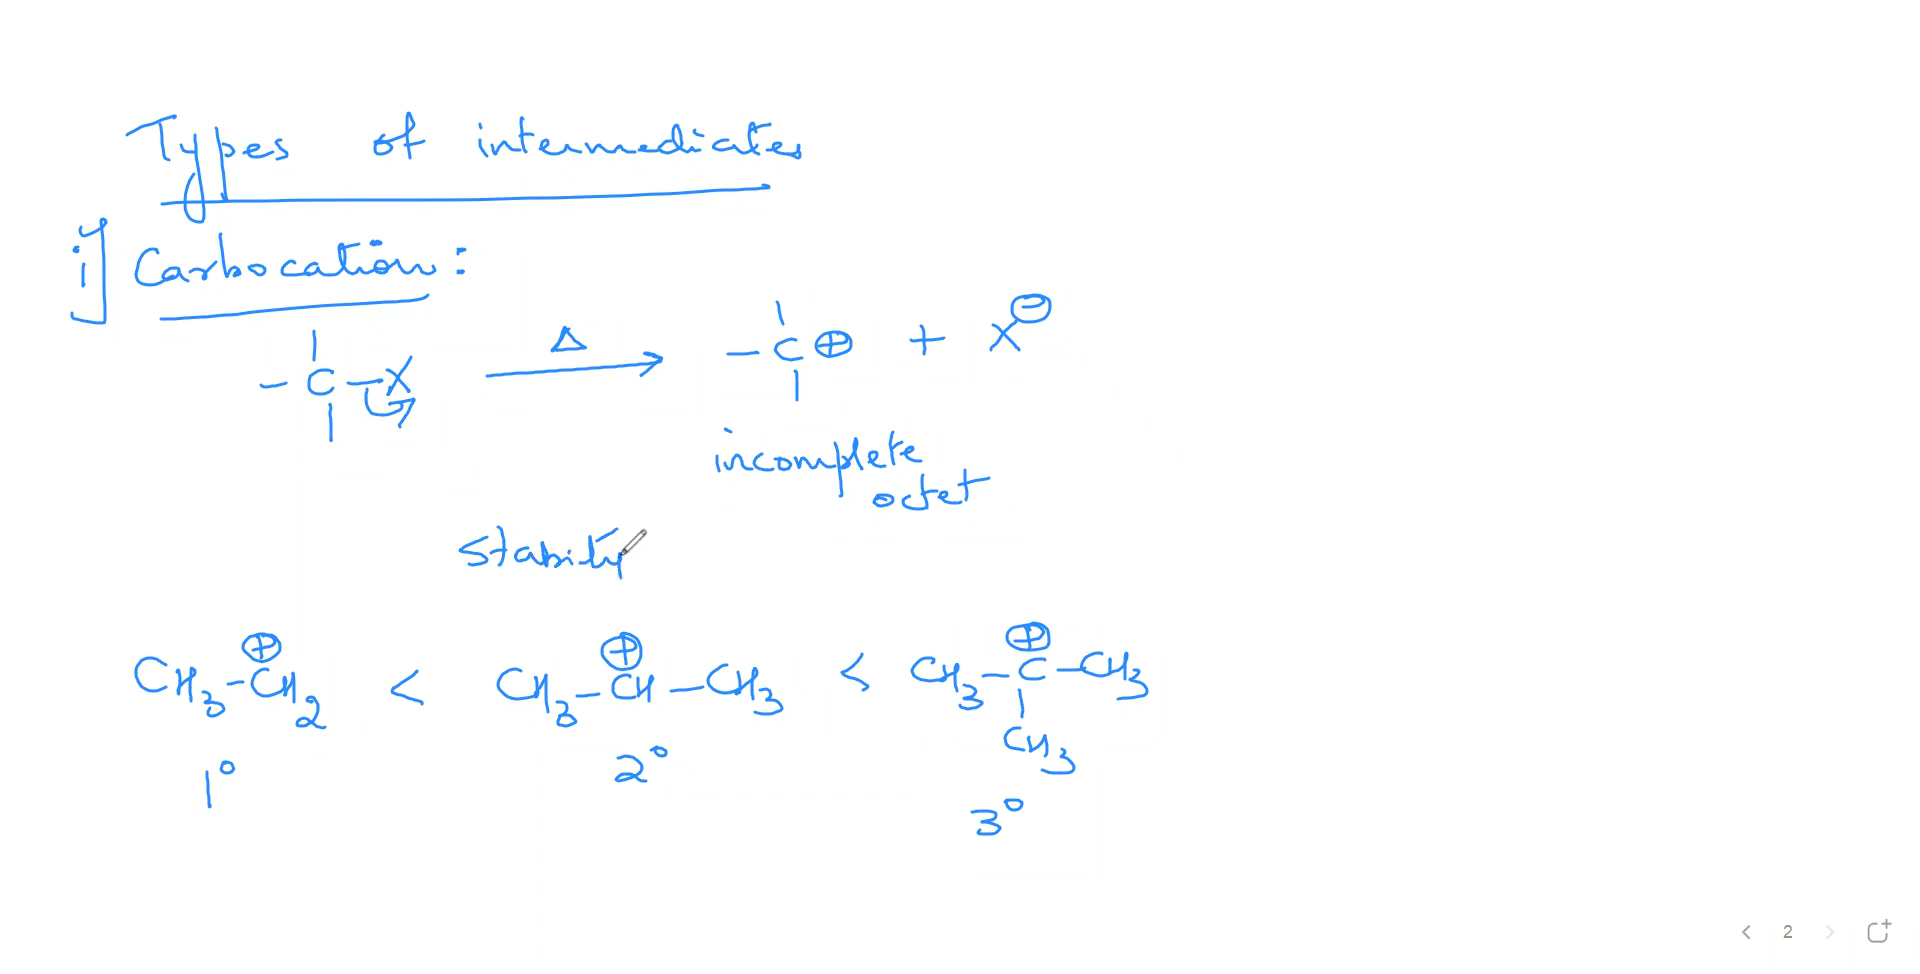 Types of intermediates
i] Carbocation :
- C - X Δ → - C ⊕ + X ⊖
incomplete
octet
stability
CH3 - CH2 ⊕ < CH3 - CH ⊕ - CH3 < CH3 - C ⊕ - CH3
CH3
1° 2° 3°
2